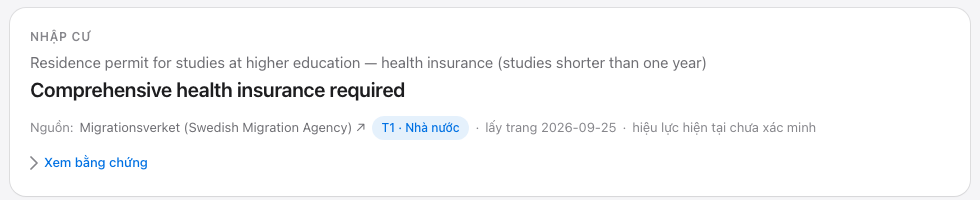 NHẬP CƯ
Residence permit for studies at higher education — health insurance (studies shorter than one year)
Comprehensive health insurance required
Nguồn: Migrationsverket (Swedish Migration Agency) ↗ T1 · Nhà nước · lấy trang 2026-09-25 · hiệu lực hiện tại chưa xác minh
Xem bằng chứng